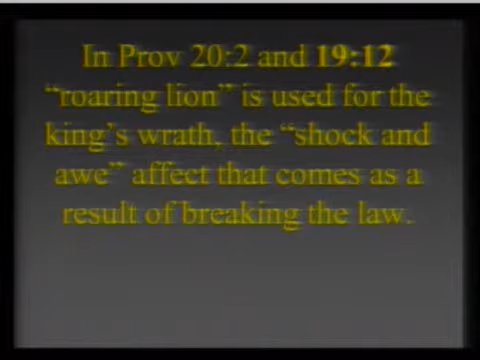 In Prov 20:2 and 19:12
“roaring lion” is used for the
king’s wrath, the “shock and
awe” affect that comes as a
result of breaking the law.